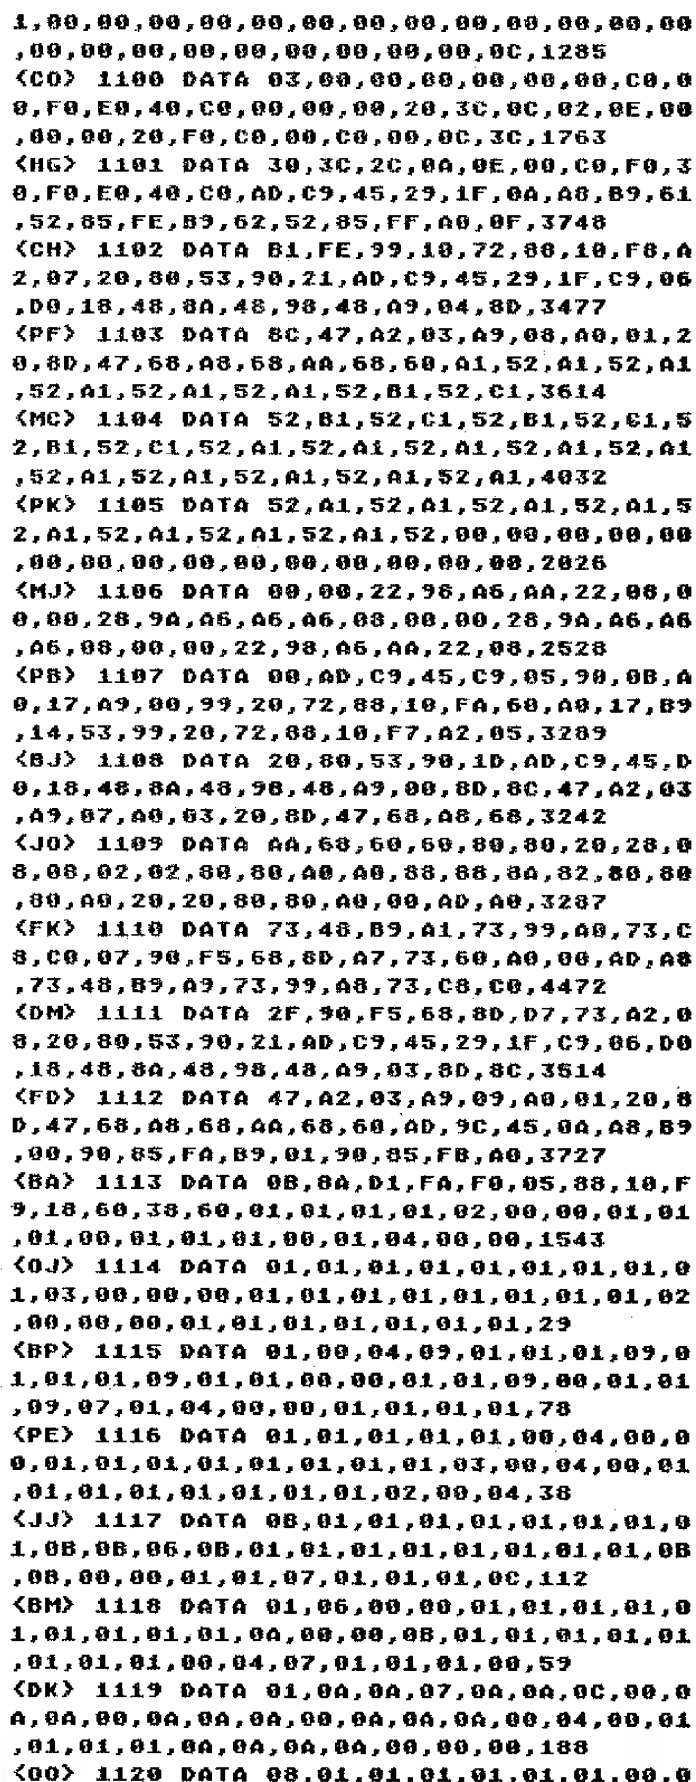 1,00,00,00,00,00,00,00,00,00,00,00,00,00
,00,00,00,00,00,00,00,00,00,0C,1285
<CO> 1100 DATA 03,00,00,00,00,00,00,C0,0
0,F0,E0,40,C0,00,00,00,20,3C,0C,02,0E,00
,00,00,20,F0,C0,00,C0,00,0C,3C,1763
<HG> 1101 DATA 30,3C,2C,0A,0E,00,C0,F0,3
0,F0,E0,40,C0,AD,C9,45,29,1F,0A,A8,B9,61
,52,85,FE,B9,62,52,85,FF,A0,0F,3748
<CH> 1102 DATA B1,FE,99,10,72,88,10,F8,A
2,07,20,80,53,90,21,AD,C9,45,29,1F,C9,06
,D0,18,48,8A,48,98,48,A9,04,8D,3477
<PF> 1103 DATA 8C,47,A2,03,A9,08,A0,01,2
0,8D,47,68,A8,68,AA,68,60,A1,52,A1,52,A1
,52,A1,52,A1,52,A1,52,B1,52,C1,3614
<MC> 1104 DATA 52,B1,52,C1,52,B1,52,C1,5
2,B1,52,C1,52,A1,52,A1,52,A1,52,A1,52,A1
,52,A1,52,A1,52,A1,52,A1,52,A1,4032
<PK> 1105 DATA 52,A1,52,A1,52,A1,52,A1,5
2,A1,52,A1,52,A1,52,A1,52,00,00,00,00,00
,00,00,00,00,00,00,00,00,00,00,2026
<MJ> 1106 DATA 00,00,22,98,A6,AA,22,08,0
0,00,28,9A,A6,A6,A6,08,00,00,28,9A,A6,A6
,A6,08,00,00,22,98,A6,AA,22,08,2528
<PB> 1107 DATA 00,AD,C9,45,C9,05,90,0B,A
0,17,A9,00,99,20,72,88,10,FA,60,A0,17,B9
,14,53,99,20,72,88,10,F7,A2,05,3289
<BJ> 1108 DATA 20,80,53,90,1D,AD,C9,45,D
0,18,48,8A,48,98,48,A9,00,8D,8C,47,A2,03
,A9,07,A0,63,20,8D,47,68,A8,68,3242
<JO> 1109 DATA AA,68,60,60,80,80,20,28,0
8,08,02,02,80,80,A0,A0,88,88,8A,82,80,80
,80,A0,20,20,80,80,A0,00,AD,A0,3287
<FK> 1110 DATA 73,48,B9,A1,73,99,A0,73,C
8,C0,07,90,F5,68,8D,A7,73,60,A0,00,AD,A8
,73,48,B9,A9,73,99,A8,73,C8,C0,4472
<DM> 1111 DATA 2F,90,F5,68,8D,D7,73,A2,0
8,20,80,53,90,21,AD,C9,45,29,1F,C9,06,D0
,18,48,8A,48,98,48,A9,03,8D,8C,3514
<FD> 1112 DATA 47,A2,03,A9,09,A0,01,20,8
D,47,68,A8,68,AA,68,60,AD,9C,45,0A,A8,B9
,00,90,85,FA,B9,01,90,85,FB,A0,3727
<BA> 1113 DATA 0B,8A,D1,FA,F0,05,88,10,F
9,18,60,38,60,01,01,01,01,02,00,00,01,01
,01,00,01,01,01,00,01,04,00,00,1543
<OJ> 1114 DATA 01,01,01,01,01,01,01,01,0
1,03,00,00,00,01,01,01,01,01,01,01,01,02
,00,00,00,01,01,01,01,01,01,01,29
<BP> 1115 DATA 01,00,04,09,01,01,01,09,0
1,01,01,09,01,01,00,00,01,01,09,00,01,01
,09,07,01,04,00,00,01,01,01,01,78
<PE> 1116 DATA 01,01,01,01,01,00,04,00,0
0,01,01,01,01,01,01,01,01,03,00,04,00,01
,01,01,01,01,01,01,01,02,00,04,38
<JJ> 1117 DATA 0B,01,01,01,01,01,01,01,0
1,0B,0B,06,0B,01,01,01,01,01,01,01,01,0B
,0B,00,00,01,01,07,01,01,01,0C,112
<BM> 1118 DATA 01,06,00,00,01,01,01,01,0
1,01,01,01,01,0A,00,00,0B,01,01,01,01,01
,01,01,01,00,04,07,01,01,01,00,59
<DK> 1119 DATA 01,0A,0A,07,0A,0A,0C,00,0
A,0A,00,0A,0A,0A,00,0A,0A,0A,00,04,00,01
,01,01,01,0A,0A,0A,0A,00,00,00,188
<OO> 1120 DATA 08,01,01,01,01,01,01,00,0